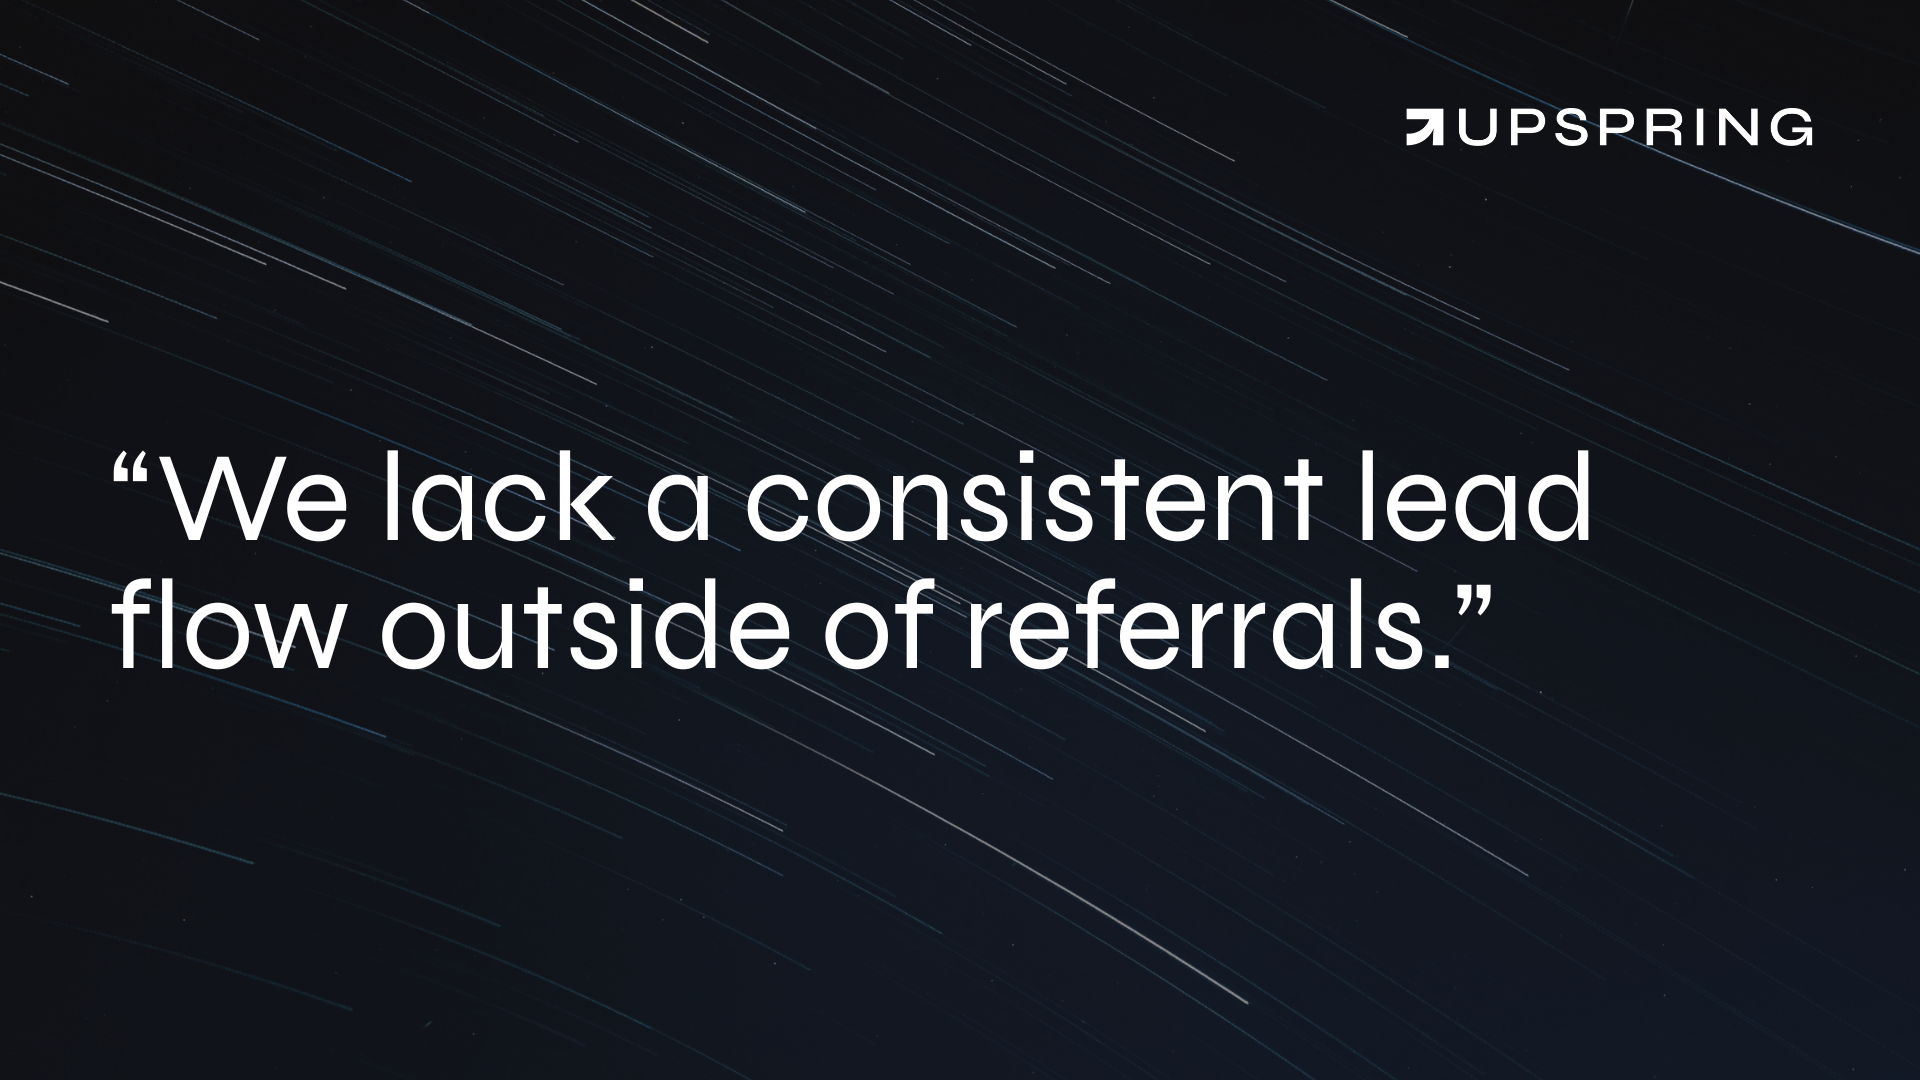 UPSPRING
“We lack a consistent lead
flow outside of referrals.”